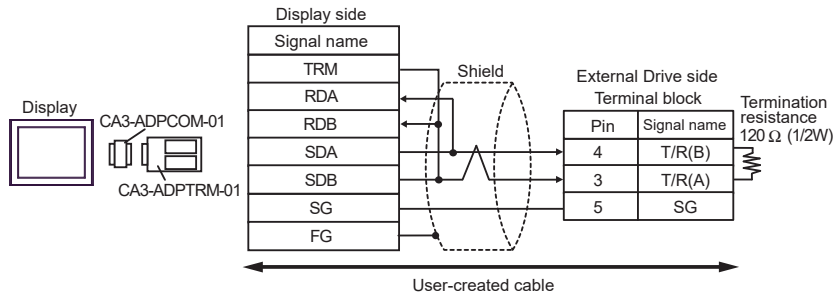 Display side
Signal name
TRM
RDA
RDB
SDA
SDB
SG
FG
Shield
External Drive side
Terminal block
Pin Signal name
4 T/R(B)
3 T/R(A)
5 SG
Termination
resistance
120 Ω (1/2W)
Display
CA3-ADPCOM-01
CA3-ADPTRM-01
User-created cable